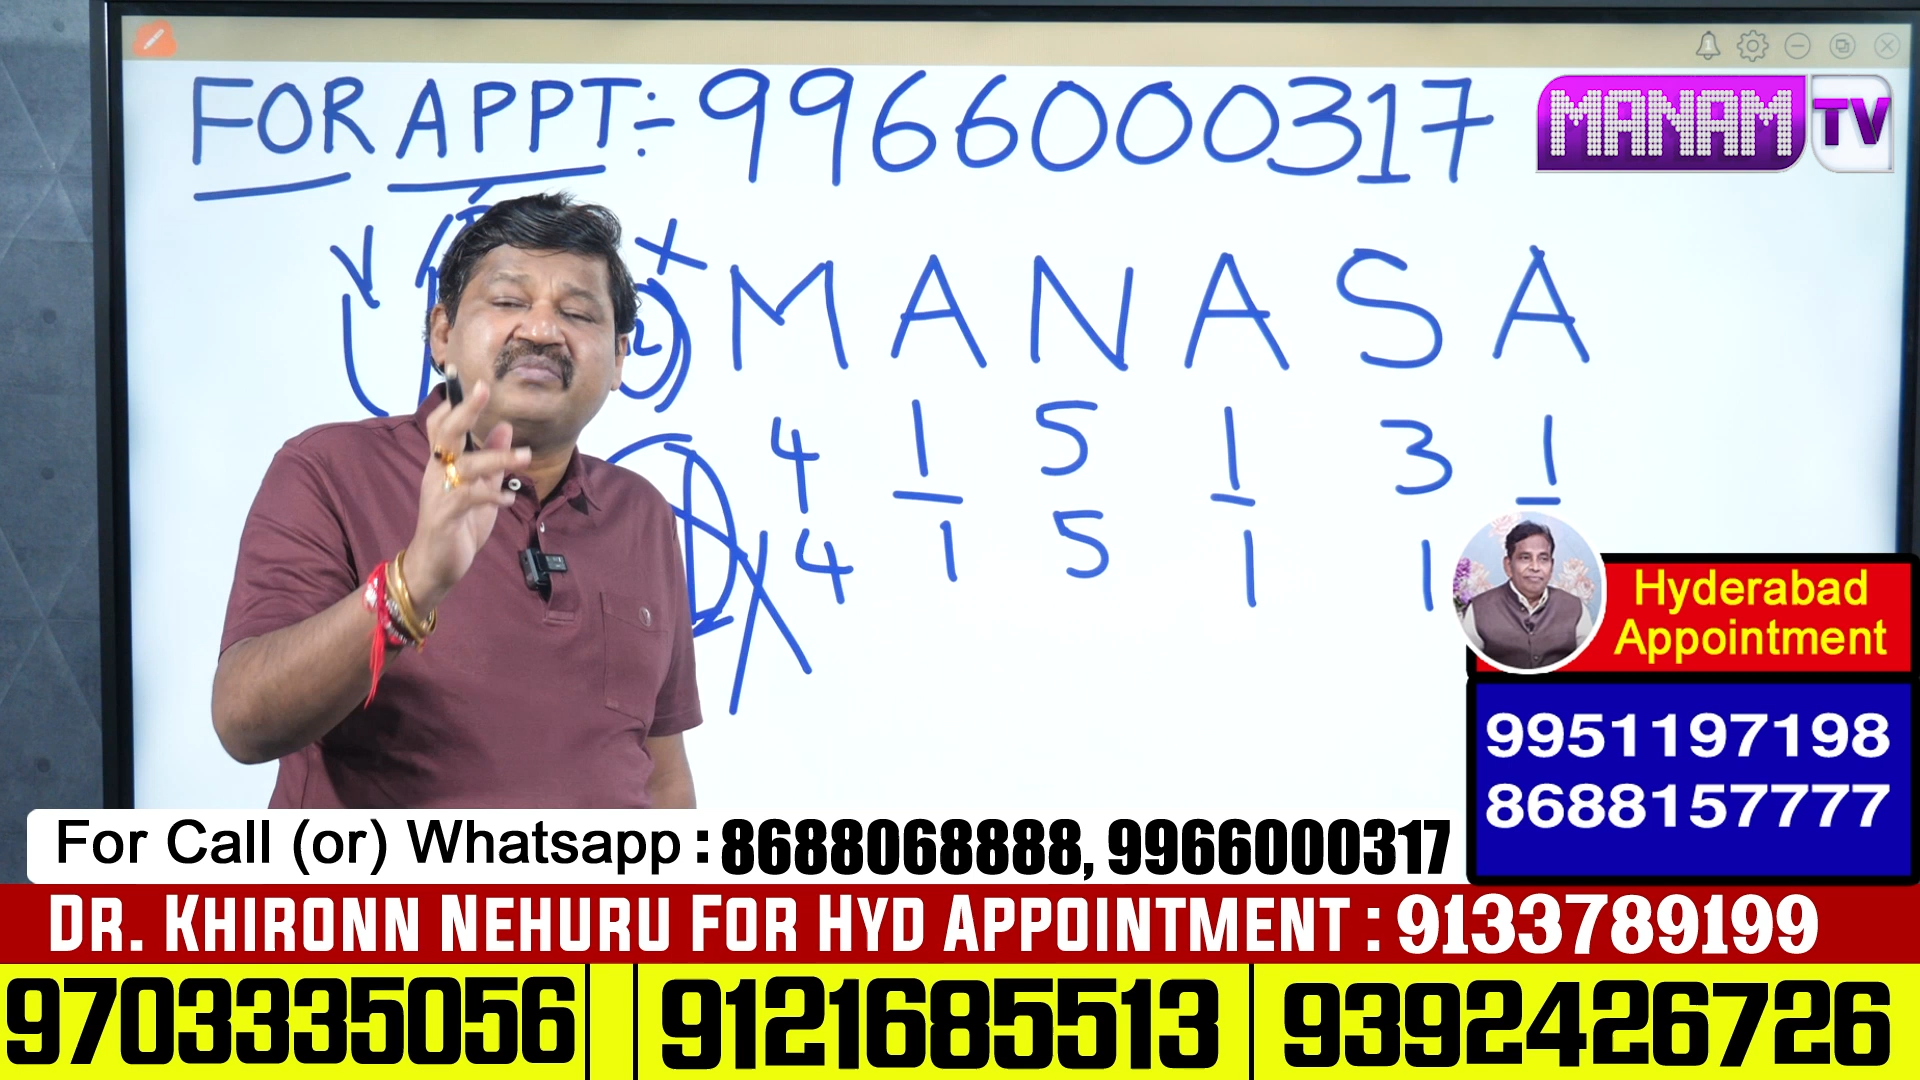 FOR APPT:- 9966000317
MANAM TV
MANASA
4 1 5 1 3 1
4 1 5 1 1
Hyderabad
Appointment
9951197198
8688157777
For Call (or) Whatsapp : 8688068888, 9966000317
DR. KHIRONN NEHURU FOR HYD APPOINTMENT : 9133789199
9703335056 9121685513 9392426726